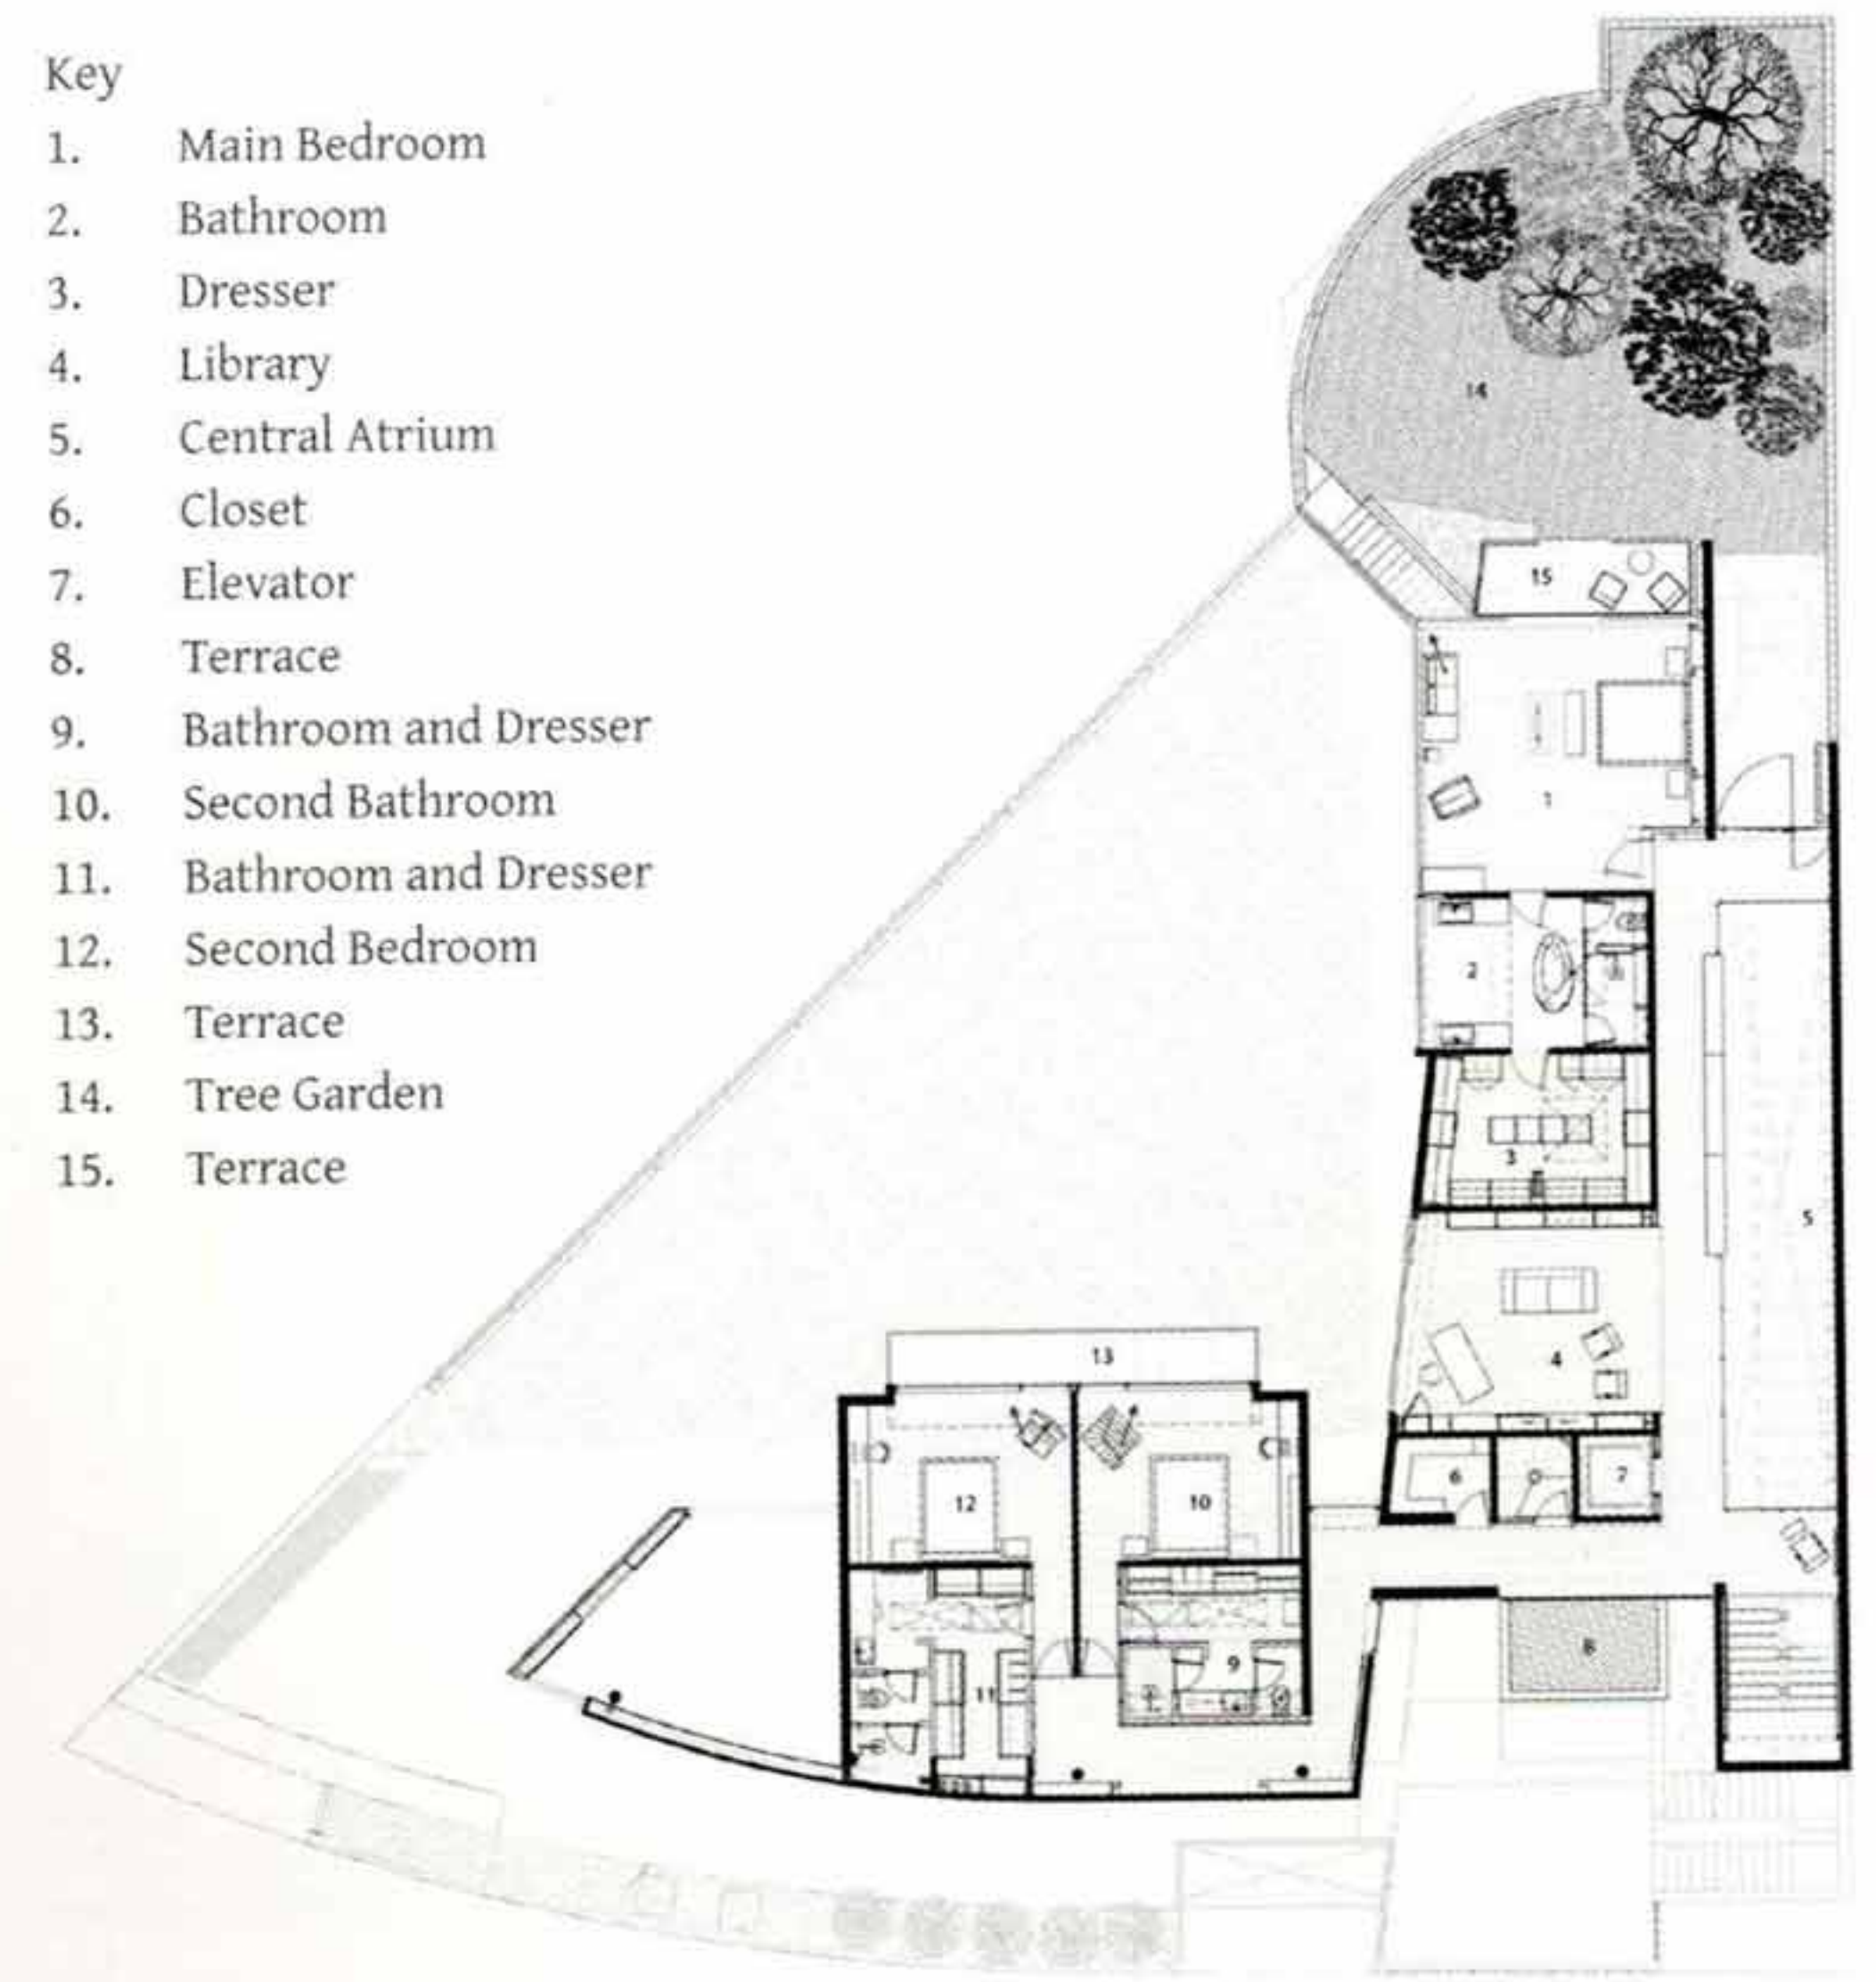 Key
1. Main Bedroom
2. Bathroom
3. Dresser
4. Library
5. Central Atrium
6. Closet
7. Elevator
8. Terrace
9. Bathroom and Dresser
10. Second Bathroom
11. Bathroom and Dresser
12. Second Bedroom
13. Terrace
14. Tree Garden
15. Terrace
14
15
1
2
3
5
4
13
6
7
12
10
8
9
11